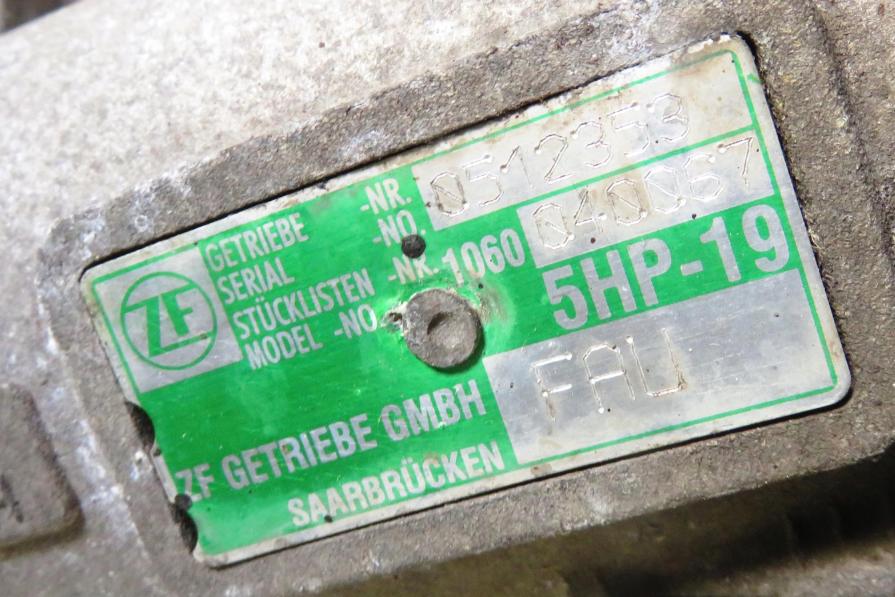 ZF
GETRIEBE -NR. 0512353
SERIAL -NO.
STÜCKLISTEN -NR. 1060 040067
MODEL -NO.
5HP-19
FAU
ZF GETRIEBE GMBH
SAARBRÜCKEN